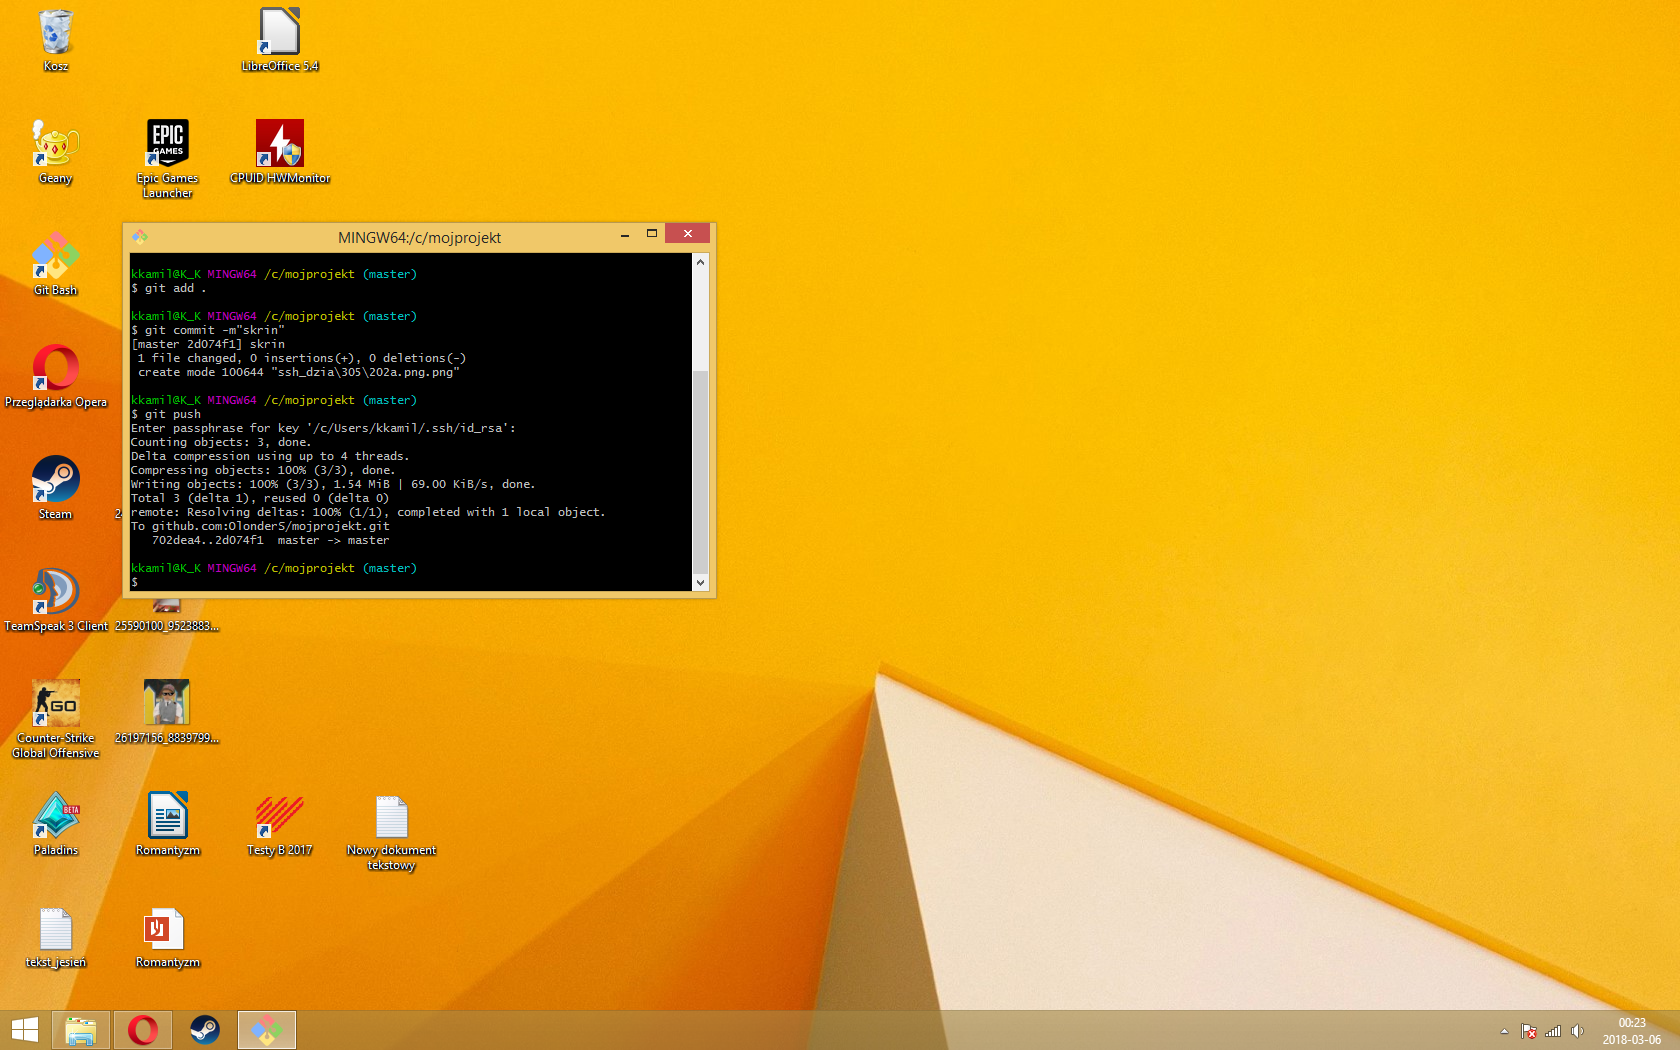 Kosz
LibreOffice 5.4
EPIC
GAMES
Geany
Epic Games
Launcher
CPUID HWMonitor
Git Bash
Przeglądarka Opera
Steam
2
TeamSpeak 3 Client
25590100_9523883...
GO
Counter-Strike
Global Offensive
26197156_8839799...
BETA
Paladins
Romantyzm
Testy B 2017
Nowy dokument
tekstowy
tekst_jesień
Romantyzm
MINGW64:/c/mojprojekt
kkamil@K_K MINGW64 /c/mojprojekt (master)
$ git add .
kkamil@K_K MINGW64 /c/mojprojekt (master)
$ git commit -m"skrin"
[master 2d074f1] skrin
1 file changed, 0 insertions(+), 0 deletions(-)
create mode 100644 "ssh_dzia\305\202a.png.png"
kkamil@K_K MINGW64 /c/mojprojekt (master)
$ git push
Enter passphrase for key '/c/Users/kkamil/.ssh/id_rsa':
Counting objects: 3, done.
Delta compression using up to 4 threads.
Compressing objects: 100% (3/3), done.
Writing objects: 100% (3/3), 1.54 MiB | 69.00 KiB/s, done.
Total 3 (delta 1), reused 0 (delta 0)
remote: Resolving deltas: 100% (1/1), completed with 1 local object.
To github.com:OlonderS/mojprojekt.git
702dea4..2d074f1  master -> master
kkamil@K_K MINGW64 /c/mojprojekt (master)
$
00:23
2018-03-06